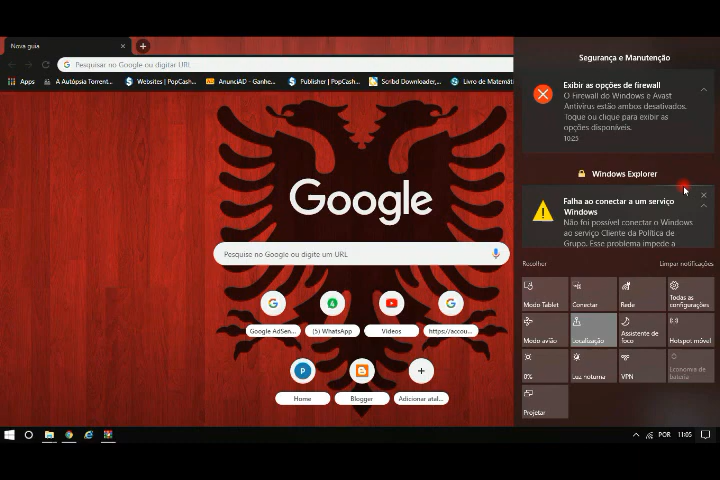 Nova guia
Pesquisar no Google ou digitar URL
Apps
A Autópsia Torrent...
Websites | PopCash...
AnunciAD - Ganhe...
Publisher | PopCash...
Scribd Downloader,...
Livro de Matemáti
Google
Pesquise no Google ou digite um URL
Google AdSen...
(5) WhatsApp
Vídeos
https://accou...
Home
Blogger
Adicionar atal...
Segurança e Manutenção
Exibir as opções de firewall
O Firewall do Windows e Avast
Antivirus estão ambos desativados.
Toque ou clique para exibir as
opções disponíveis.
10:25
Windows Explorer
Falha ao conectar a um serviço
Windows
Não foi possível conectar o Windows
ao serviço Cliente da Política de
Grupo. Esse problema impede a
Recolher
Limpar notificações
Modo Tablet
Conectar
Rede
Todas as
configurações
Modo avião
Localização
Assistente de
foco
Hotspot móvel
0%
Luz noturna
VPN
Economia de
bateria
Projetar
POR
11:05